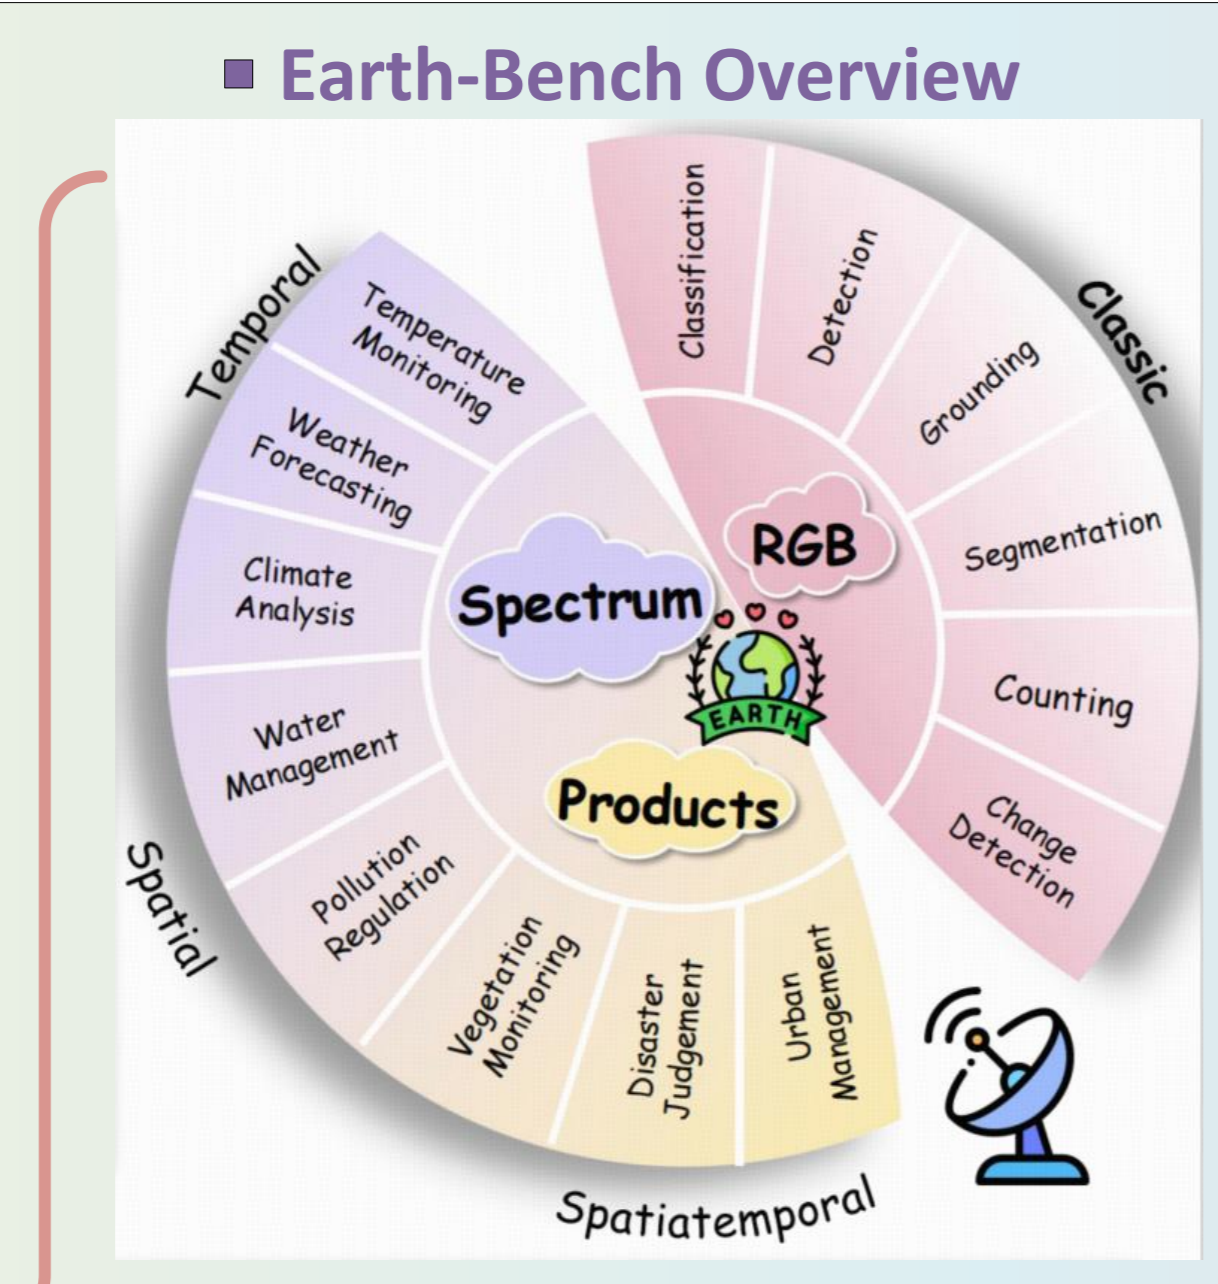 Earth-Bench Overview
Temporal
Classic
Spatial
Spatiatemporal
Classification
Detection
Grounding
Segmentation
Counting
Change
Detection
RGB
Spectrum
Products
EARTH
Temperature
Monitoring
Weather
Forecasting
Climate
Analysis
Water
Management
Pollution
Regulation
Vegetation
Monitoring
Disaster
Judgement
Urban
Management